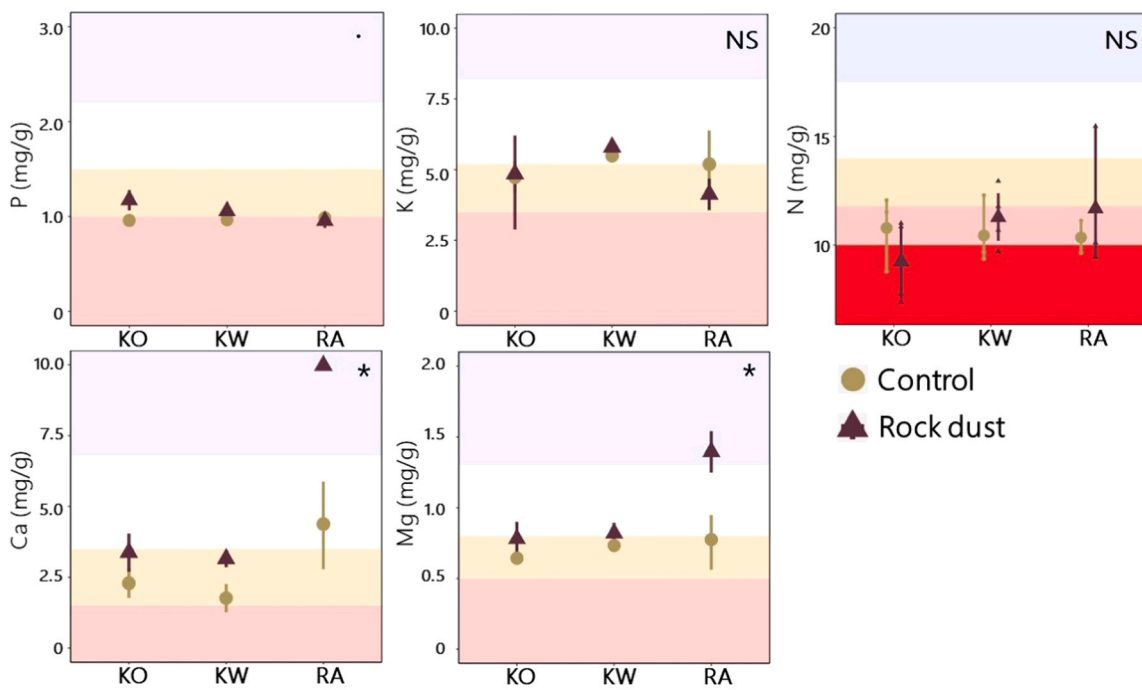 P (mg/g)
3.0
2.0
1.0
0
.
KO KW RA
K (mg/g)
10.0
7.5
5.0
2.5
0
NS
KO KW RA
N (mg/g)
20
15
10
NS
KO KW RA
Ca (mg/g)
10.0
7.5
5.0
2.5
0
*
KO KW RA
Mg (mg/g)
2.0
1.5
1.0
0.5
0
*
KO KW RA
Control
Rock dust